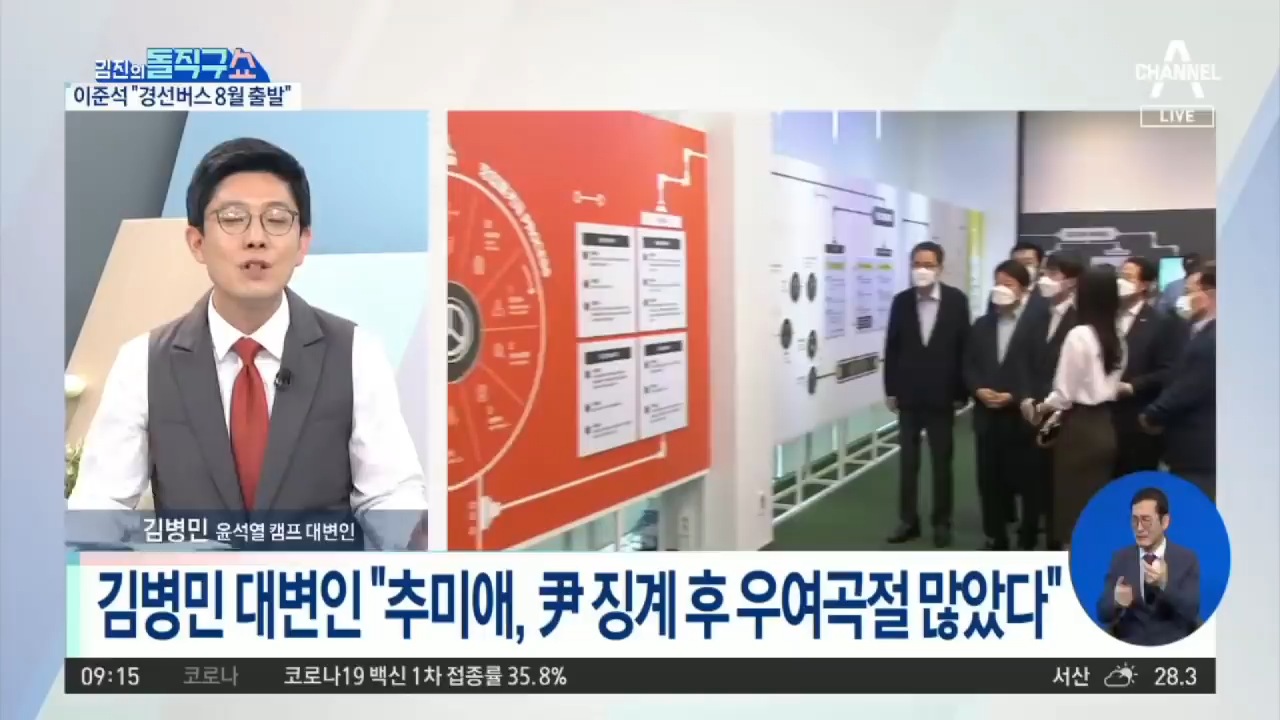 김진의 돌직구쇼
이준석 "경선버스 8월 출발"
CHANNEL A
LIVE
PROCESS
김병민 윤석열 캠프 대변인
김병민 대변인 "추미애, 尹 징계 후 우여곡절 많았다"
09:15 코로나 코로나19 백신 1차 접종률 35.8% 서산 28.3